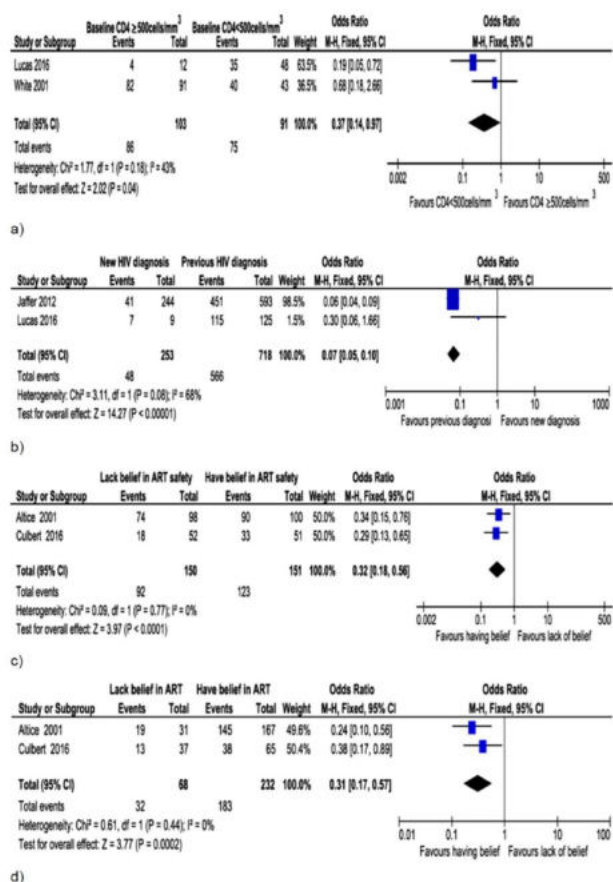 Baseline CD4 ≥500cells/mm³ Baseline CD4<500cells/mm³ Odds Ratio Odds Ratio
Study or Subgroup Events Total Events Total Weight M-H, Fixed, 95% CI M-H, Fixed, 95% CI
Lucas 2016 4 12 35 48 63.5% 0.19 [0.05, 0.72]
White 2001 82 91 40 43 36.5% 0.68 [0.18, 2.66]
Total (95% CI) 103 91 100.0% 0.37 [0.14, 0.97]
Total events 86 75
Heterogeneity: Chi² = 1.77, df = 1 (P = 0.18); I² = 43%
Test for overall effect: Z = 2.02 (P = 0.04)
0.002 0.1 1 10 500
Favours CD4<500cells/mm³ Favours CD4 ≥500cells/mm³
a)
New HIV diagnosis Previous HIV diagnosis Odds Ratio Odds Ratio
Study or Subgroup Events Total Events Total Weight M-H, Fixed, 95% CI M-H, Fixed, 95% CI
Jaffer 2012 41 244 451 593 98.5% 0.06 [0.04, 0.09]
Lucas 2016 7 9 115 125 1.5% 0.30 [0.06, 1.66]
Total (95% CI) 253 718 100.0% 0.07 [0.05, 0.10]
Total events 48 566
Heterogeneity: Chi² = 3.11, df = 1 (P = 0.08); I² = 68%
Test for overall effect: Z = 14.27 (P < 0.00001)
0.001 0.1 1 10 1000
Favours previous diagnosi Favours new diagnosis
b)
Lack belief in ART safety Have belief in ART safety Odds Ratio Odds Ratio
Study or Subgroup Events Total Events Total Weight M-H, Fixed, 95% CI M-H, Fixed, 95% CI
Altice 2001 74 98 90 100 50.0% 0.34 [0.15, 0.76]
Culbert 2016 18 52 33 51 50.0% 0.29 [0.13, 0.65]
Total (95% CI) 150 151 100.0% 0.32 [0.18, 0.56]
Total events 92 123
Heterogeneity: Chi² = 0.09, df = 1 (P = 0.77); I² = 0%
Test for overall effect: Z = 3.97 (P < 0.0001)
0.002 0.1 1 10 500
Favours having belief Favours lack of belief
c)
Lack belief in ART Have belief in ART Odds Ratio Odds Ratio
Study or Subgroup Events Total Events Total Weight M-H, Fixed, 95% CI M-H, Fixed, 95% CI
Altice 2001 19 31 145 167 49.6% 0.24 [0.10, 0.56]
Culbert 2016 13 37 38 65 50.4% 0.38 [0.17, 0.89]
Total (95% CI) 68 232 100.0% 0.31 [0.17, 0.57]
Total events 32 183
Heterogeneity: Chi² = 0.61, df = 1 (P = 0.44); I² = 0%
Test for overall effect: Z = 3.77 (P = 0.0002)
0.01 0.1 1 10 100
Favours having belief Favours lack of belief
d)